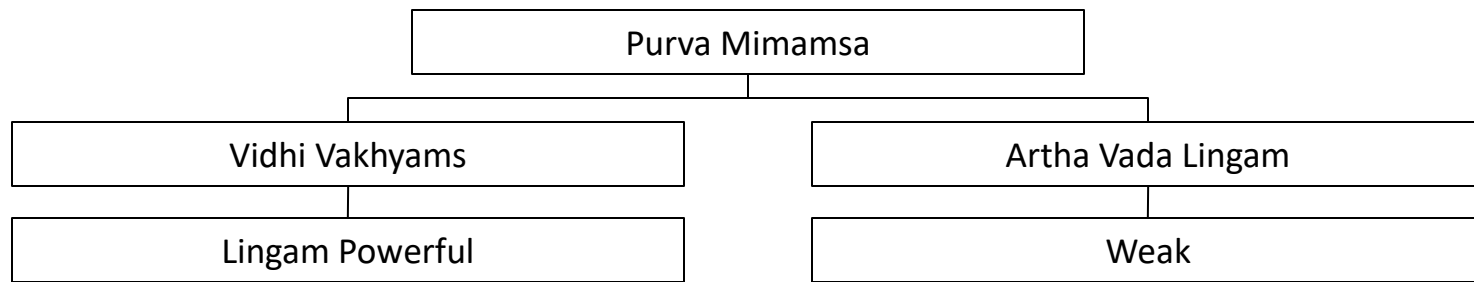 Purva Mimamsa
Vidhi Vakhyams
Artha Vada Lingam
Lingam Powerful
Weak